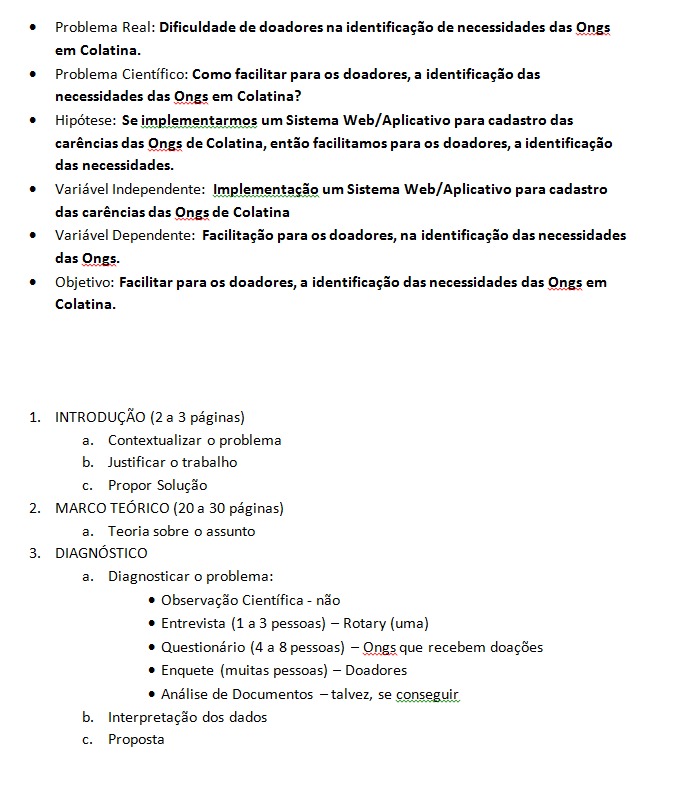 • Problema Real: Dificuldade de doadores na identificação de necessidades das Ongs
em Colatina.
• Problema Científico: Como facilitar para os doadores, a identificação das
necessidades das Ongs em Colatina?
• Hipótese: Se implementarmos um Sistema Web/Aplicativo para cadastro das
carências das Ongs de Colatina, então facilitamos para os doadores, a identificação
das necessidades.
• Variável Independente: Implementação um Sistema Web/Aplicativo para cadastro
das carências das Ongs de Colatina
• Variável Dependente: Facilitação para os doadores, na identificação das necessidades
das Ongs.
• Objetivo: Facilitar para os doadores, a identificação das necessidades das Ongs em
Colatina.
1. INTRODUÇÃO (2 a 3 páginas)
a. Contextualizar o problema
b. Justificar o trabalho
c. Propor Solução
2. MARCO TEÓRICO (20 a 30 páginas)
a. Teoria sobre o assunto
3. DIAGNÓSTICO
a. Diagnosticar o problema:
• Observação Científica - não
• Entrevista (1 a 3 pessoas) – Rotary (uma)
• Questionário (4 a 8 pessoas) – Ongs que recebem doações
• Enquete (muitas pessoas) – Doadores
• Análise de Documentos – talvez, se conseguir
b. Interpretação dos dados
c. Proposta